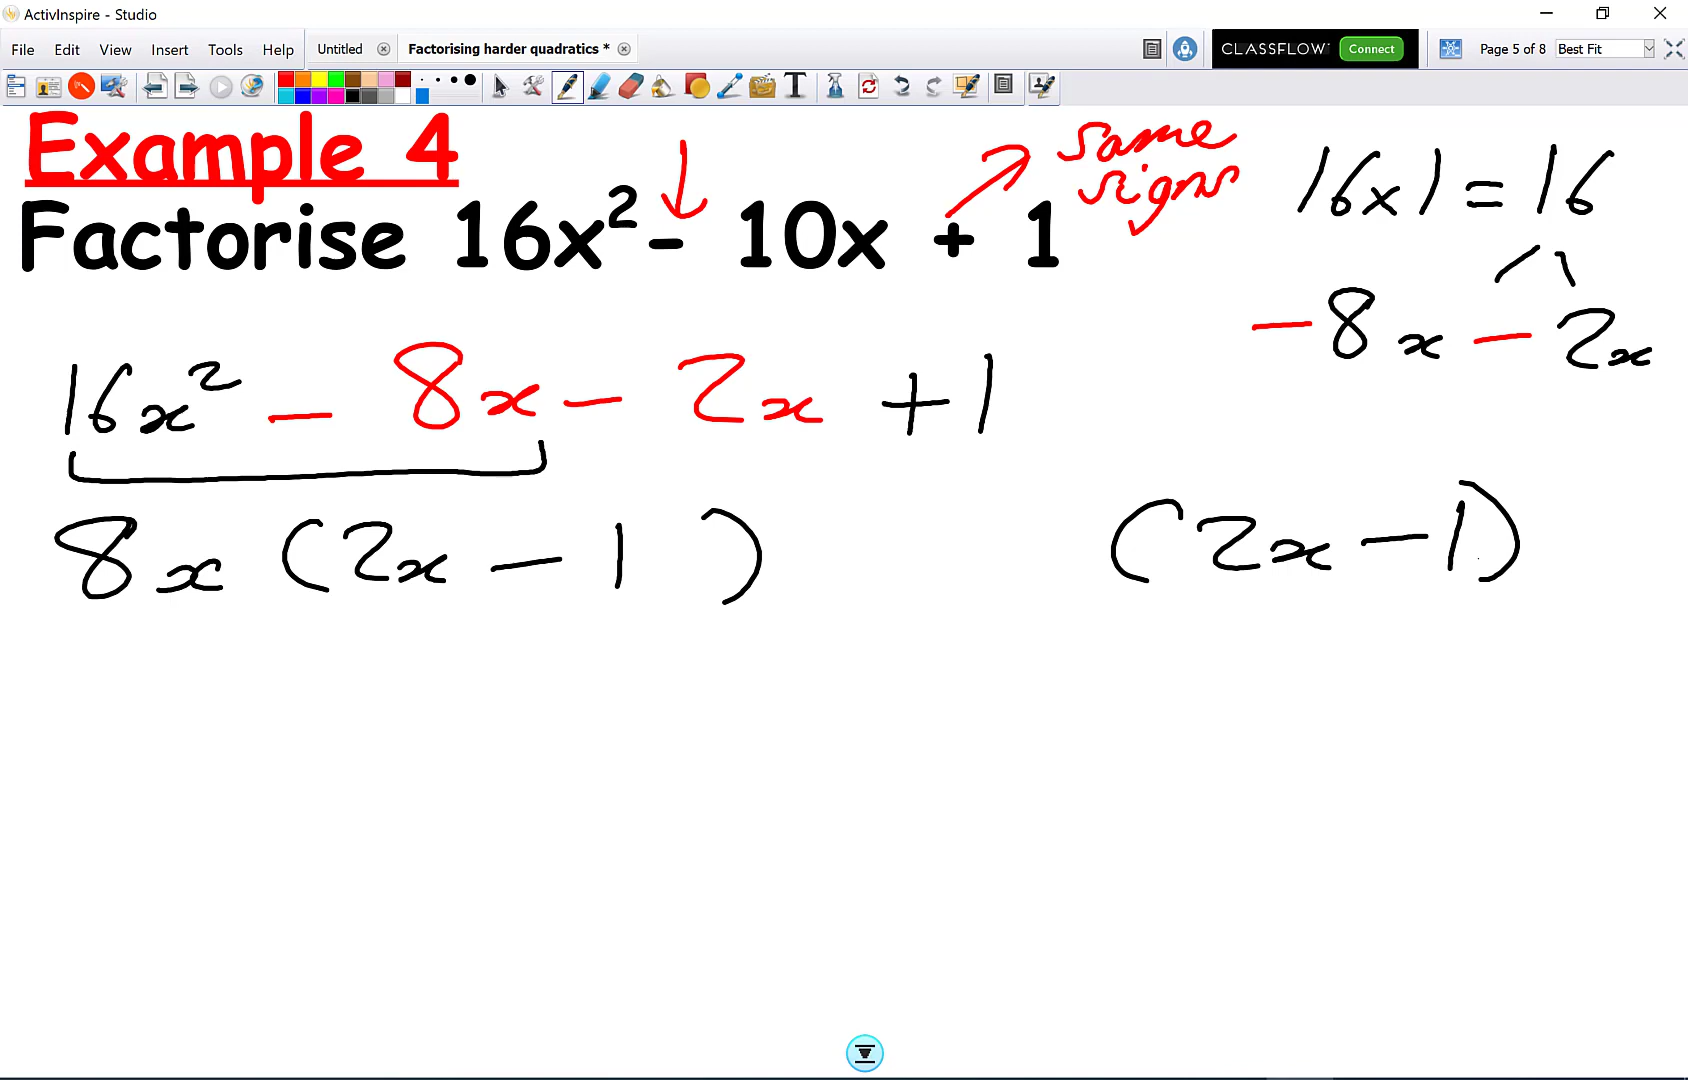 ActivInspire - Studio
File Edit View Insert Tools Help Untitled Factorising harder quadratics * CLASSFLOW Connect Page 5 of 8 Best Fit
Example 4
same
signs
Factorise 16x² - 10x + 1
16x1 = 16
-8x - 2x
16x² - 8x - 2x +1
8x (2x - 1 ) (2x - 1)